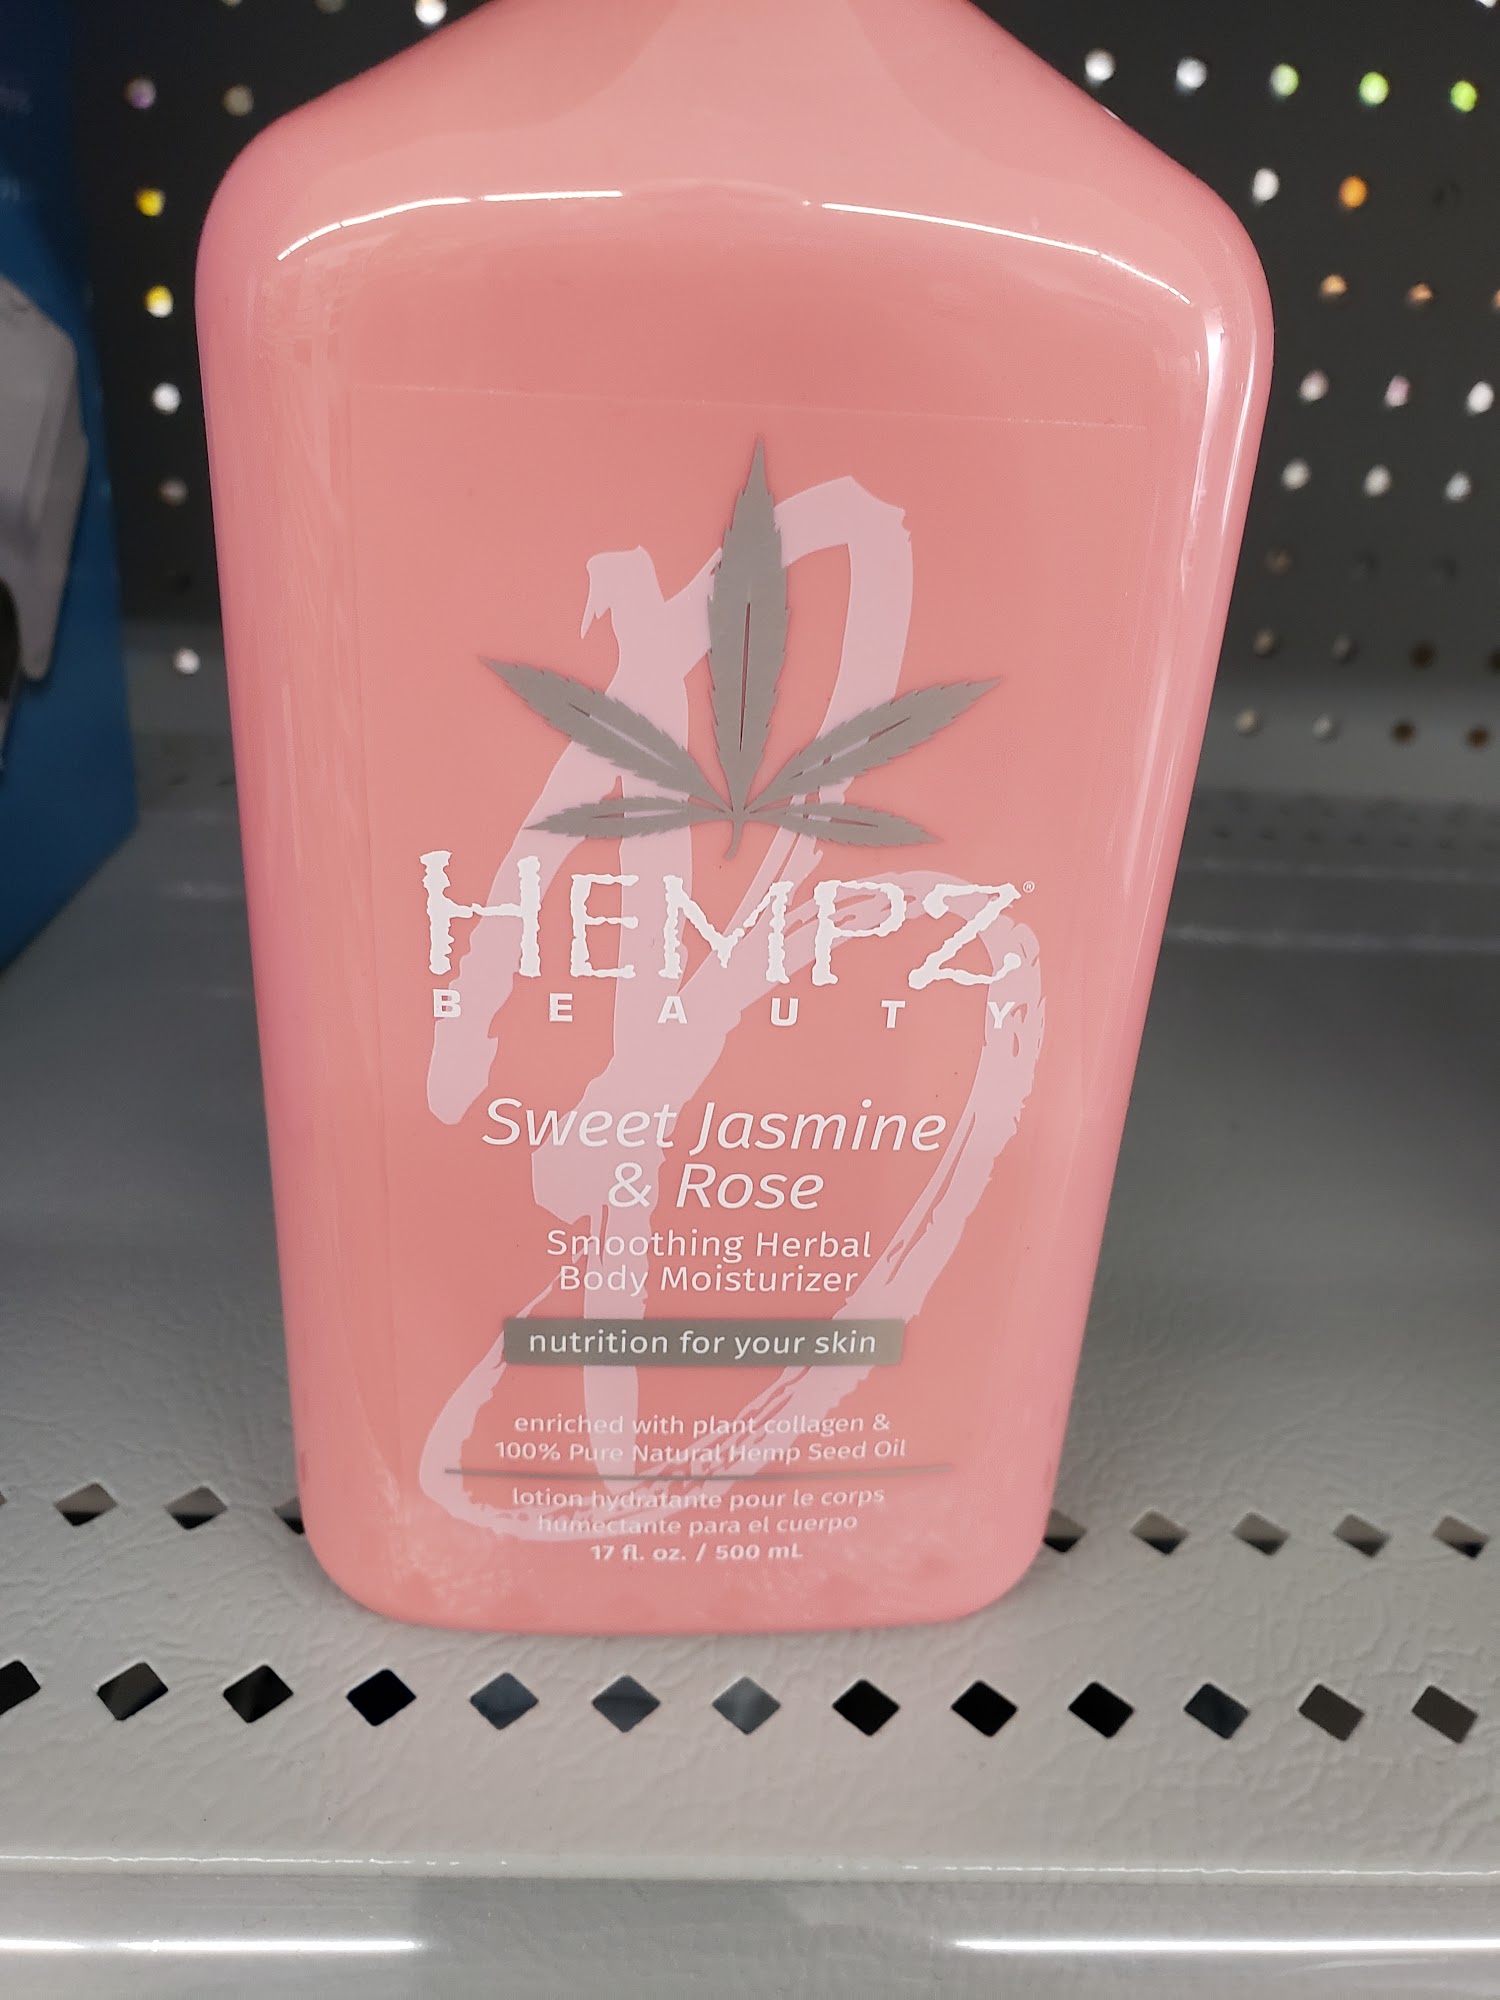 HEMPZ®
BEAUTY
Sweet Jasmine
& Rose
Smoothing Herbal
Body Moisturizer
nutrition for your skin
enriched with plant collagen &
100% Pure Natural Hemp Seed Oil
lotion hydratante pour le corps
humectante para el cuerpo
17 fl. oz. / 500 mL